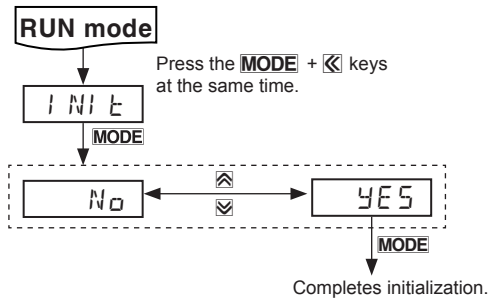 RUN mode
Press the MODE + keys
at the same time.
INIt
MODE
No
YES
MODE
Completes initialization.